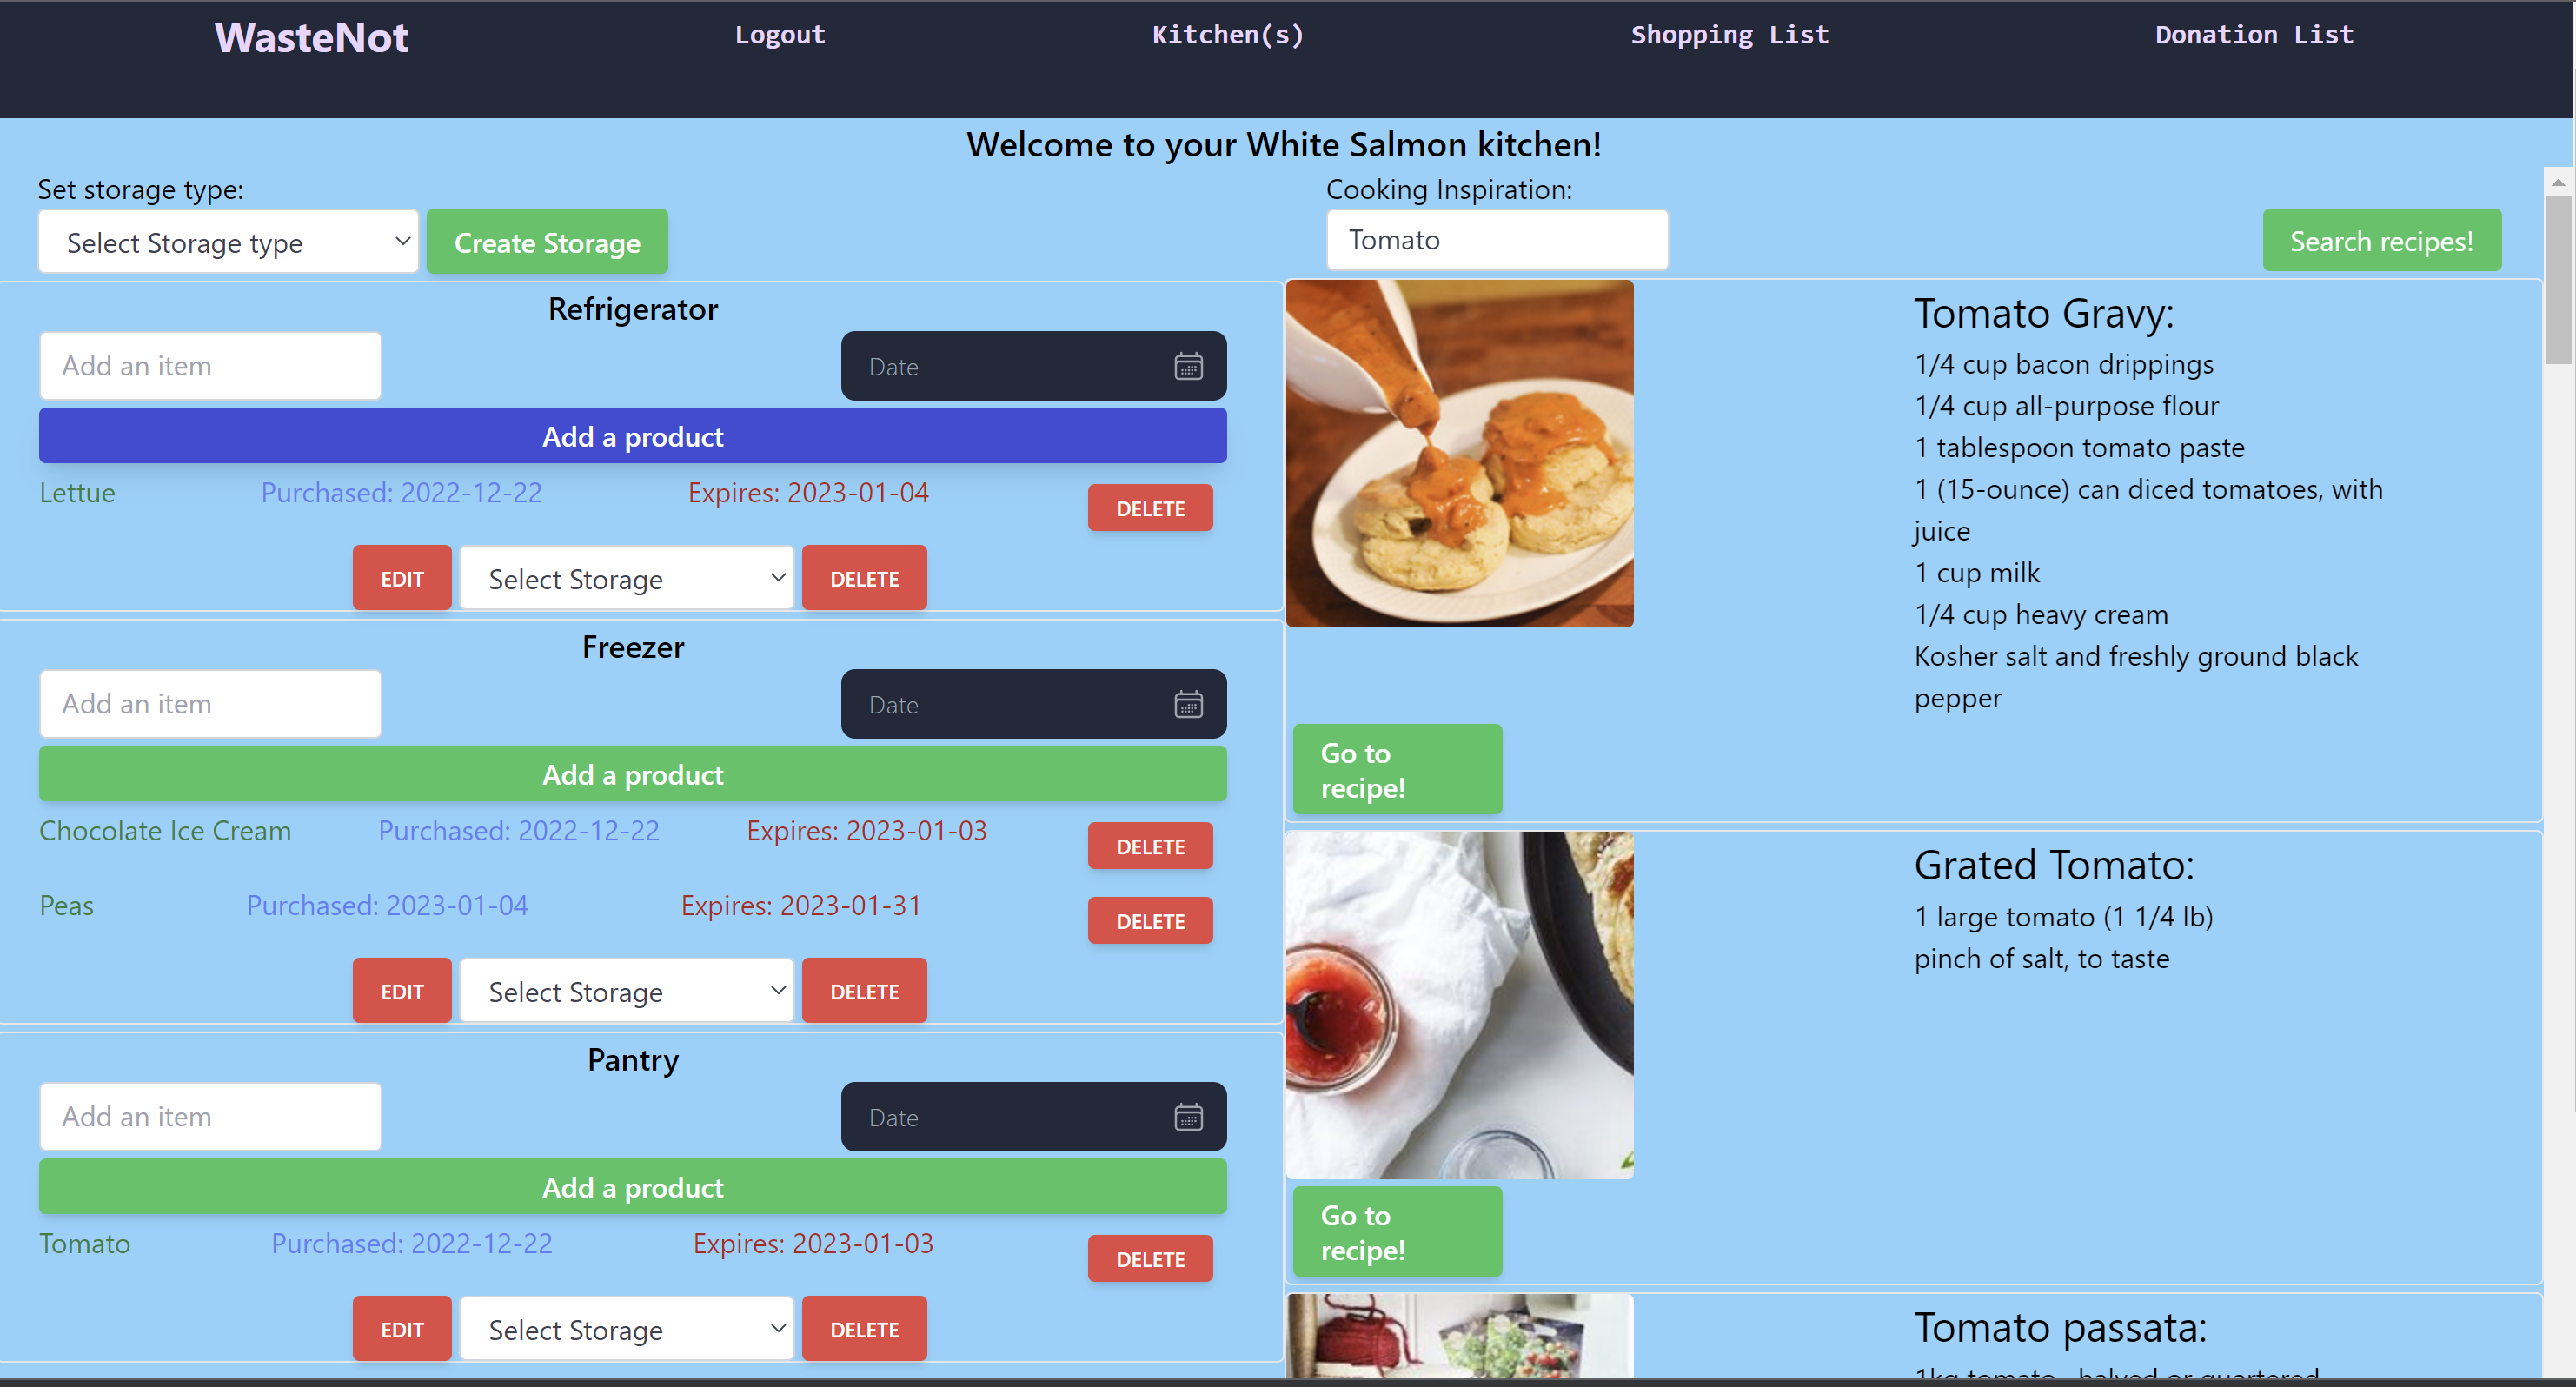 WasteNot
Logout
Kitchen(s)
Shopping List
Donation List
Welcome to your White Salmon kitchen!
Set storage type:
Select Storage type
Create Storage
Refrigerator
Add an item
Date
Add a product
Lettue Purchased: 2022-12-22 Expires: 2023-01-04 DELETE
EDIT Select Storage DELETE
Freezer
Add an item
Date
Add a product
Chocolate Ice Cream Purchased: 2022-12-22 Expires: 2023-01-03 DELETE
Peas Purchased: 2023-01-04 Expires: 2023-01-31 DELETE
EDIT Select Storage DELETE
Pantry
Add an item
Date
Add a product
Tomato Purchased: 2022-12-22 Expires: 2023-01-03 DELETE
EDIT Select Storage DELETE
Cooking Inspiration:
Tomato
Search recipes!
Tomato Gravy:
1/4 cup bacon drippings
1/4 cup all-purpose flour
1 tablespoon tomato paste
1 (15-ounce) can diced tomatoes, with
juice
1 cup milk
1/4 cup heavy cream
Kosher salt and freshly ground black
pepper
Go to
recipe!
Grated Tomato:
1 large tomato (1 1/4 lb)
pinch of salt, to taste
Go to
recipe!
Tomato passata:
1kg tomato halved or quartered